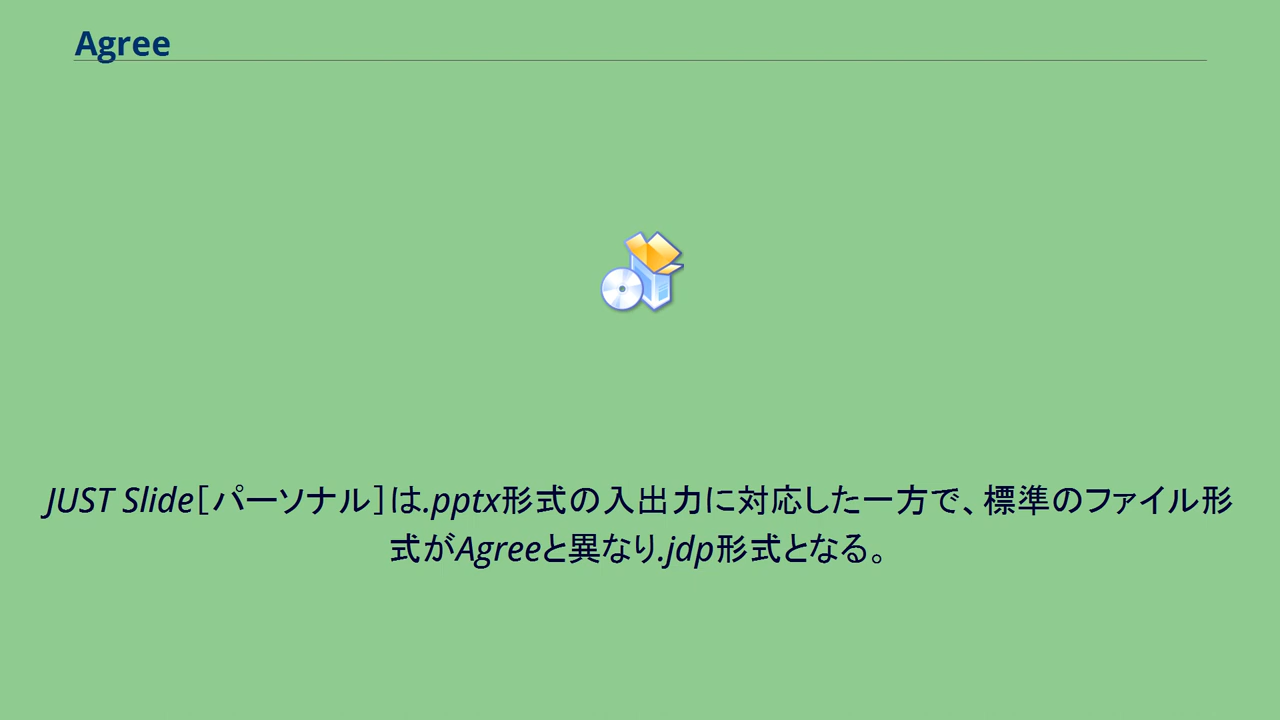 Agree
JUST Slide［パーソナル］は.pptx形式の入出力に対応した一方で、標準のファイル形
式がAgreeと異なり.jdp形式となる。